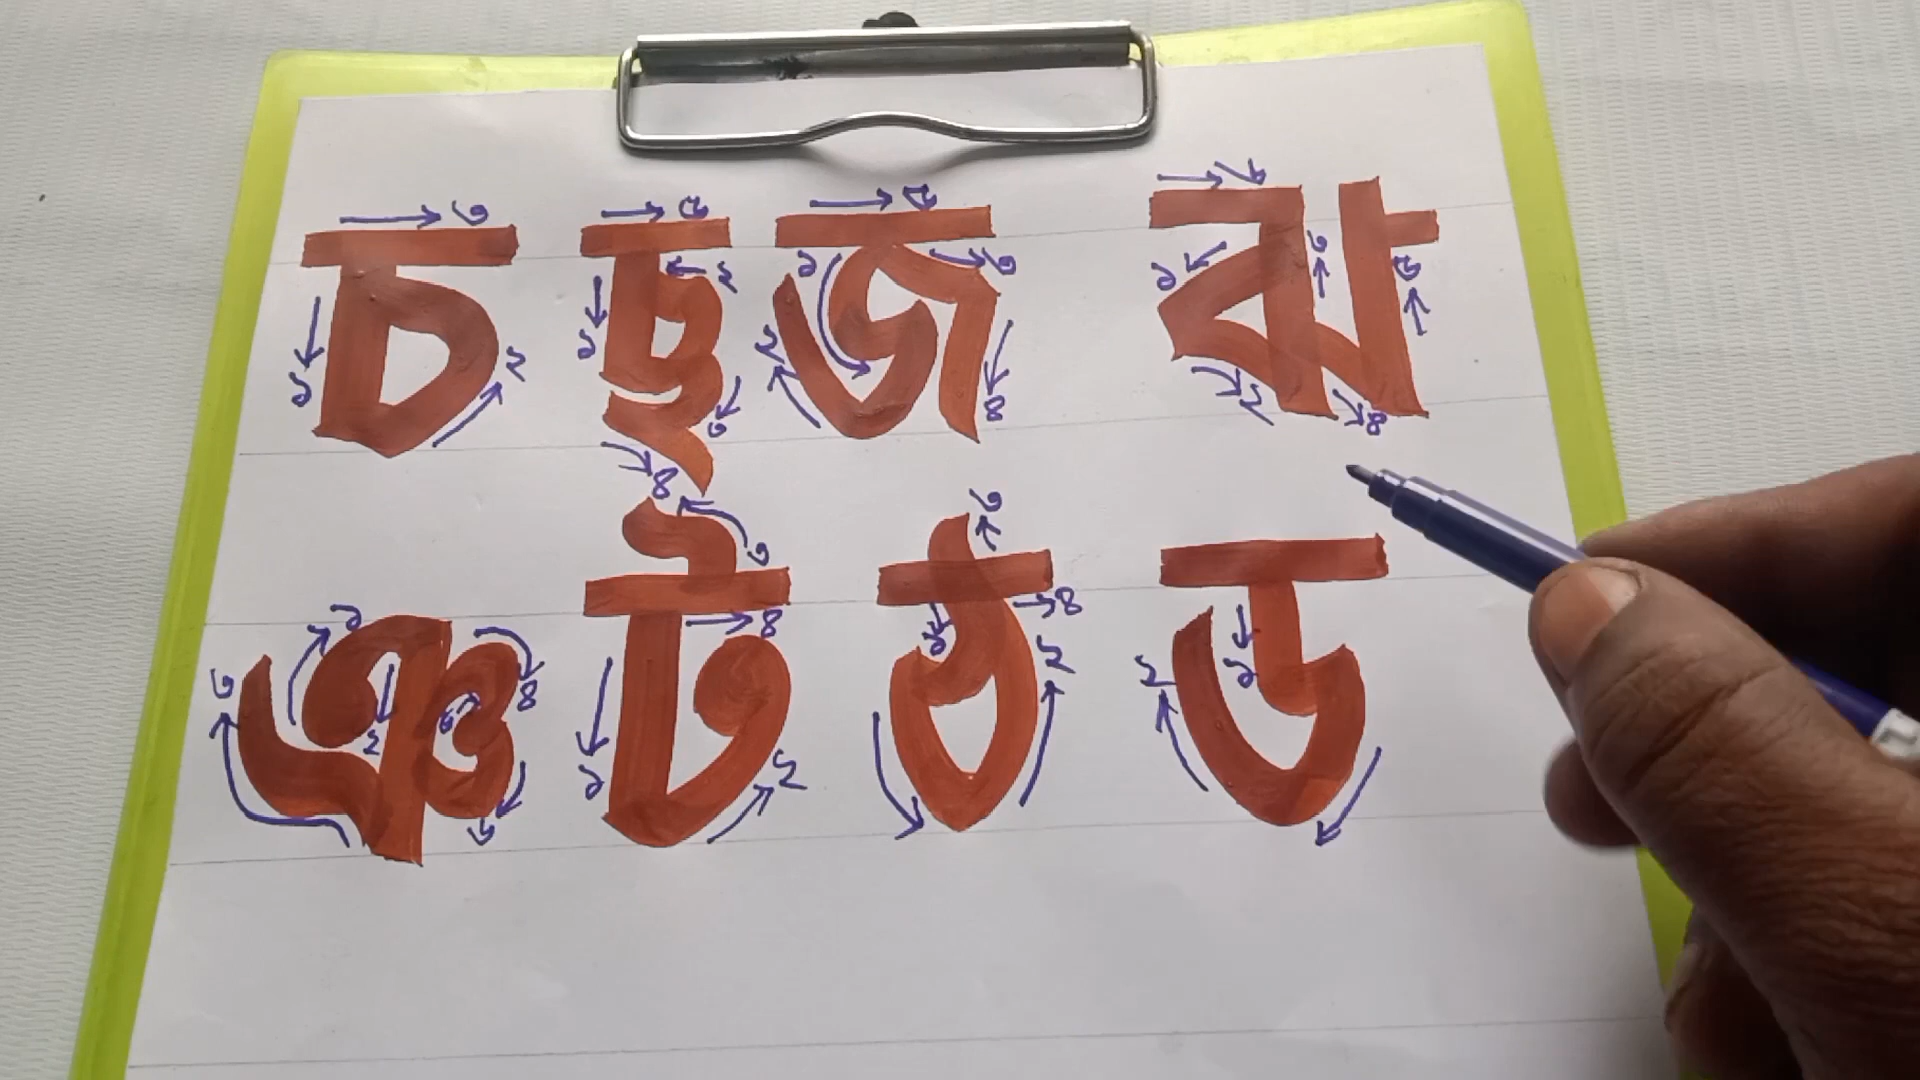 চ ছ জ ঝ
ঞ ট ঠ ড